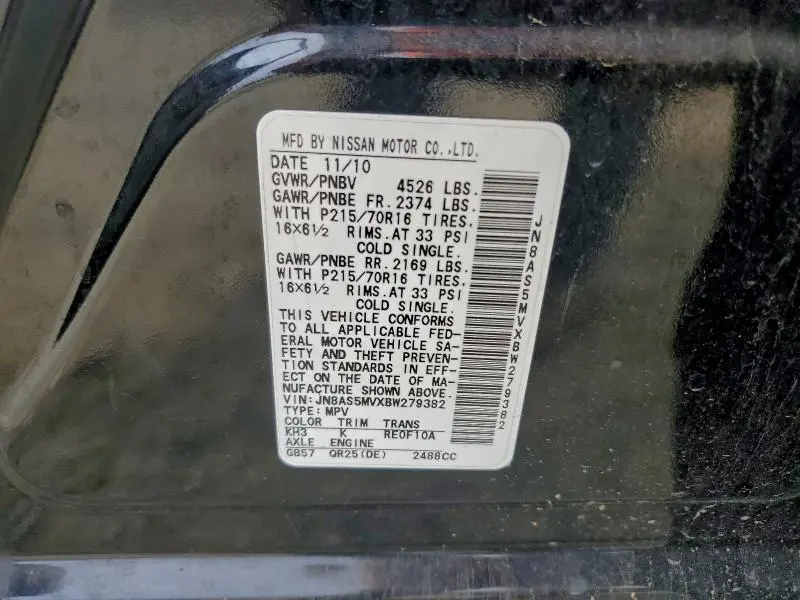 MFD BY NISSAN MOTOR CO.,LTD.
DATE 11/10
GVWR/PNBV 4526 LBS.
GAWR/PNBE FR. 2374 LBS.
WITH P215/70R16 TIRES,
16X6½ RIMS.AT 33 PSI
COLD SINGLE.
GAWR/PNBE RR. 2169 LBS.
WITH P215/70R16 TIRES,
16X6½ RIMS.AT 33 PSI
COLD SINGLE.
THIS VEHICLE CONFORMS
TO ALL APPLICABLE FED-
ERAL MOTOR VEHICLE SA-
FETY AND THEFT PREVEN-
TION STANDARDS IN EFF-
ECT ON THE DATE OF MA-
NUFACTURE SHOWN ABOVE.
VIN: JN8AS5MVXBW279382
TYPE: MPV
COLOR TRIM TRANS
KH3 K RE0F10A
AXLE ENGINE
GB57 QR25(DE) 2488CC
JN8AS5MVXBW279382